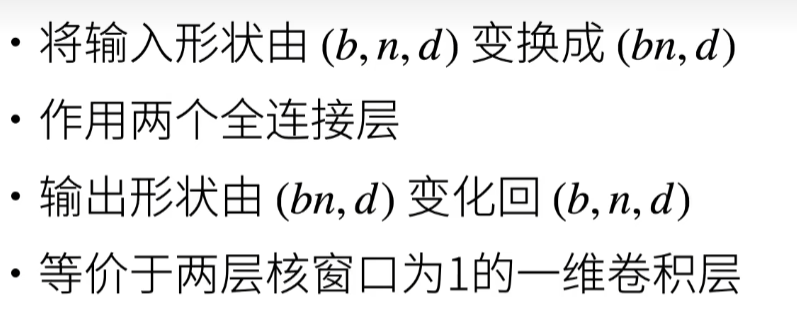 • 将输入形状由 (b, n, d) 变换成 (bn, d)
• 作用两个全连接层
• 输出形状由 (bn, d) 变化回 (b, n, d)
• 等价于两层核窗口为1的一维卷积层